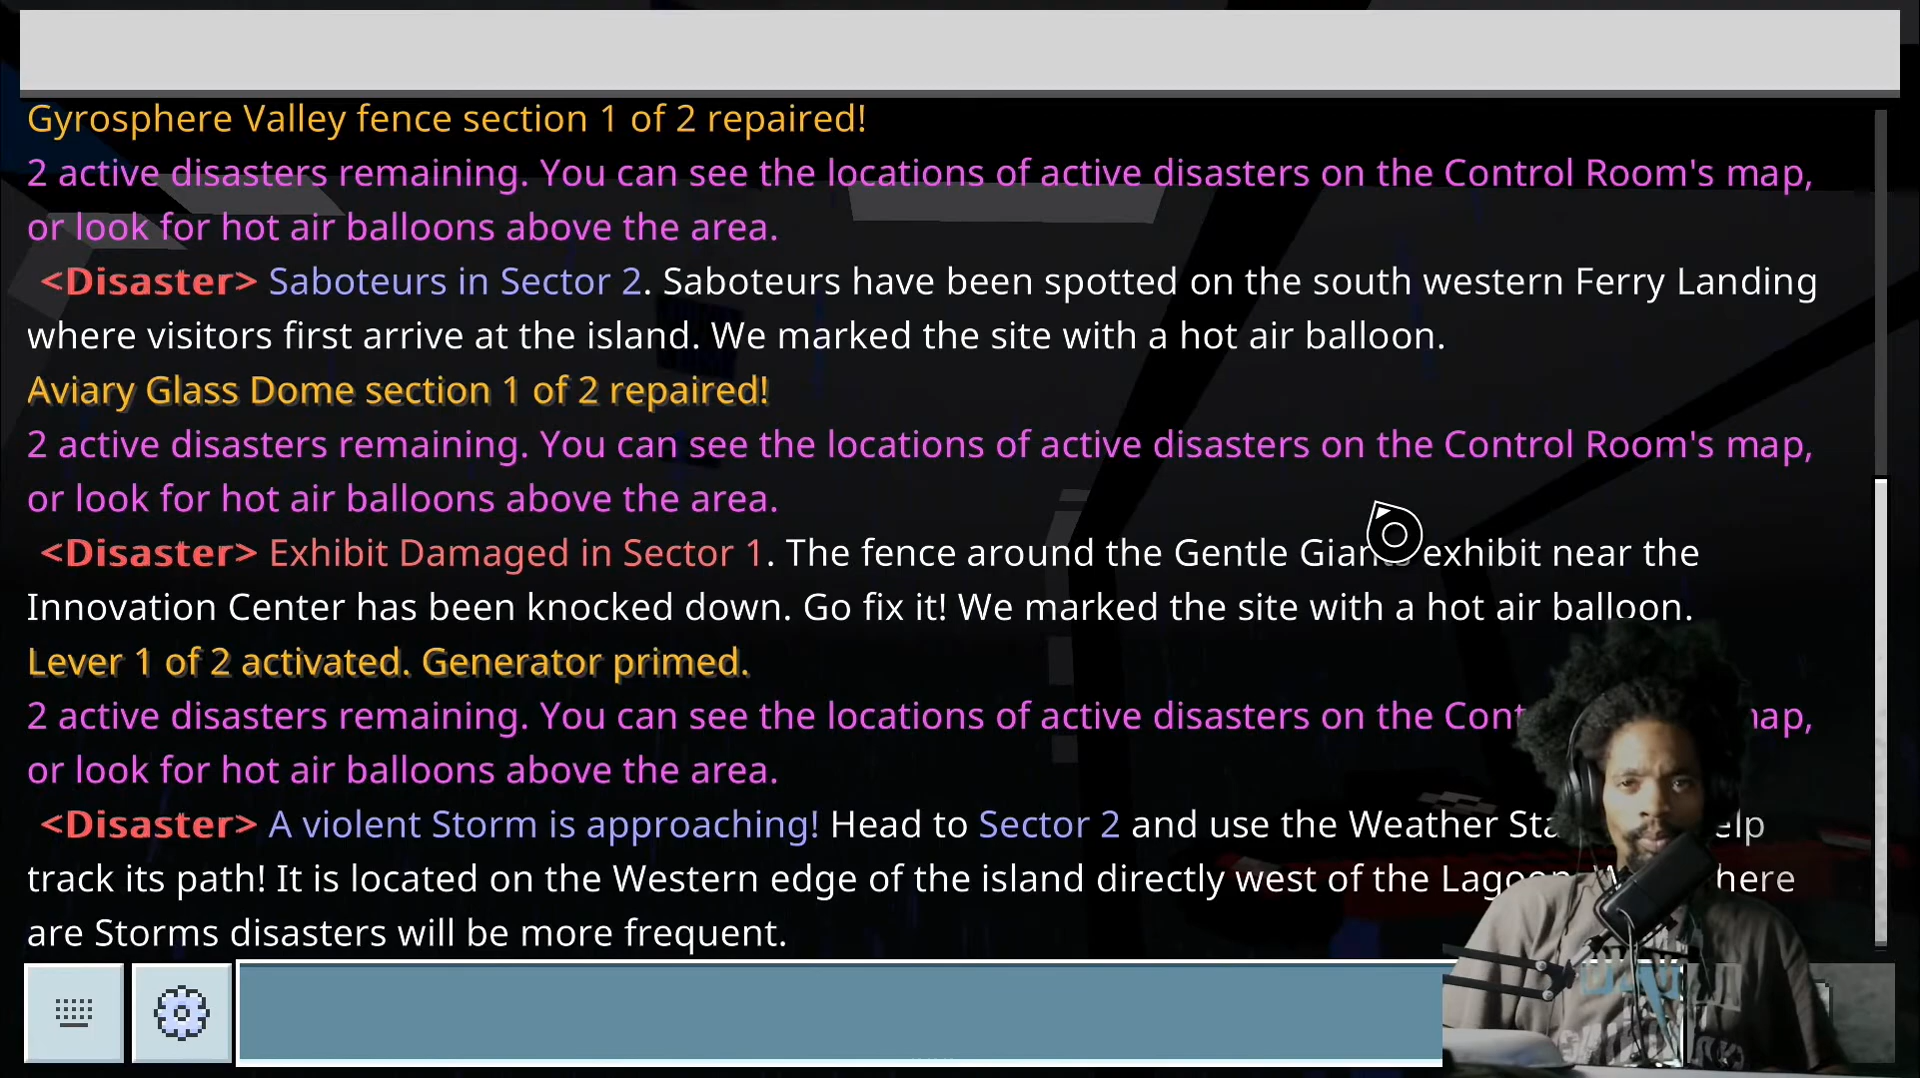 Gyrosphere Valley fence section 1 of 2 repaired!
2 active disasters remaining. You can see the locations of active disasters on the Control Room's map,
or look for hot air balloons above the area.
<Disaster> Saboteurs in Sector 2. Saboteurs have been spotted on the south western Ferry Landing
where visitors first arrive at the island. We marked the site with a hot air balloon.
Aviary Glass Dome section 1 of 2 repaired!
2 active disasters remaining. You can see the locations of active disasters on the Control Room's map,
or look for hot air balloons above the area.
<Disaster> Exhibit Damaged in Sector 1. The fence around the Gentle Giants exhibit near the
Innovation Center has been knocked down. Go fix it! We marked the site with a hot air balloon.
Lever 1 of 2 activated. Generator primed.
2 active disasters remaining. You can see the locations of active disasters on the map,
or look for hot air balloons above the area.
<Disaster> A violent Storm is approaching! Head to Sector 2 and use the Weather
track its path! It is located on the Western edge of the island directly west of the Lagoon.
are Storms disasters will be more frequent.